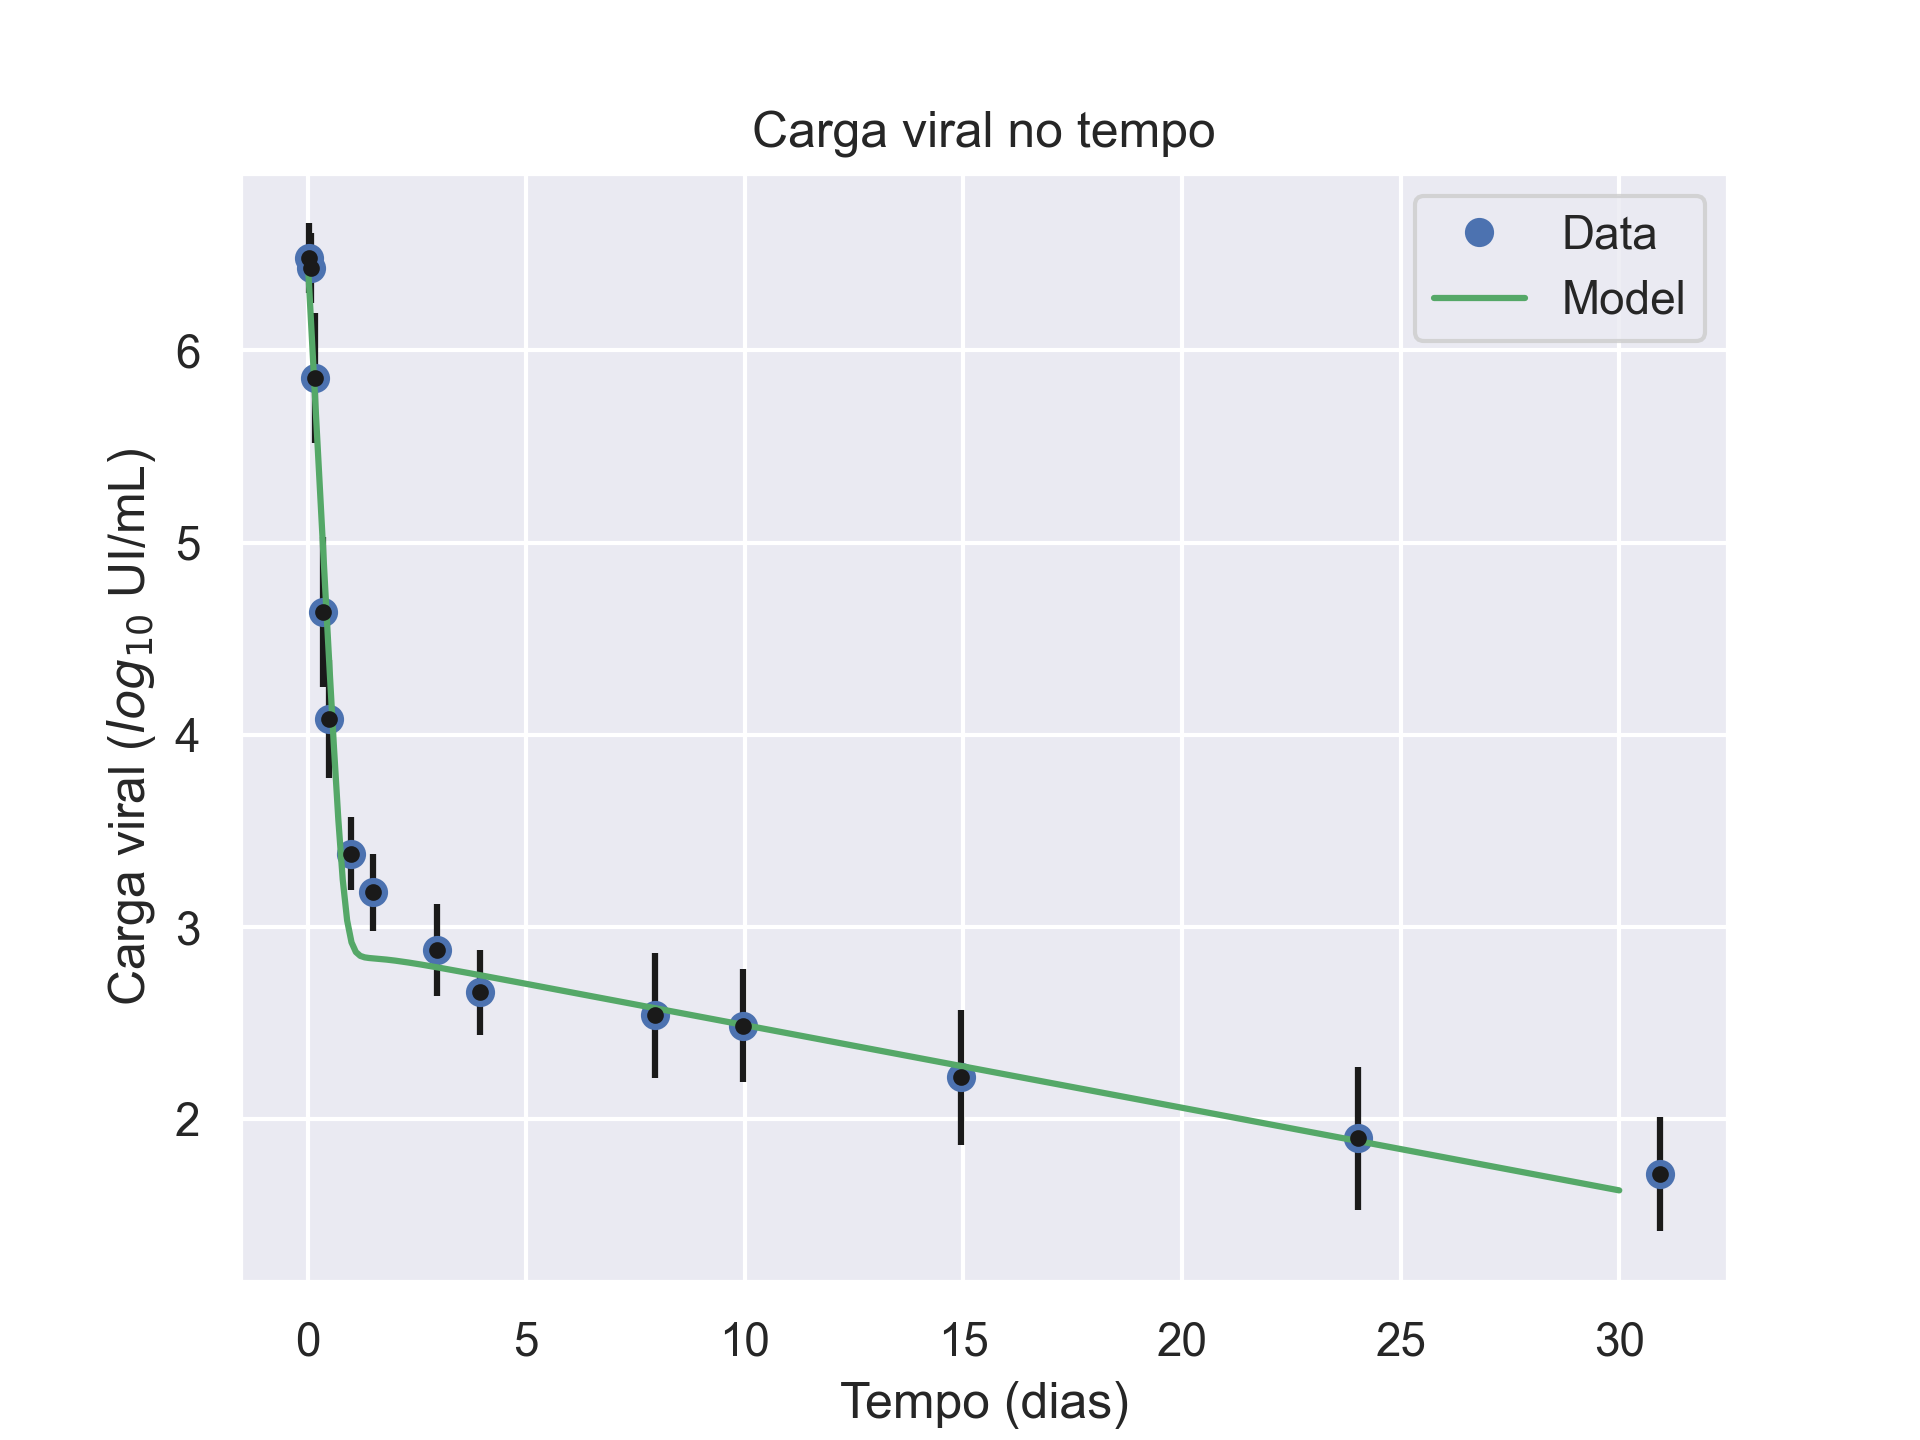 Carga viral no tempo
Data
Model
Carga viral (log₁₀ UI/mL)
6
5
4
3
2
0 5 10 15 20 25 30
Tempo (dias)